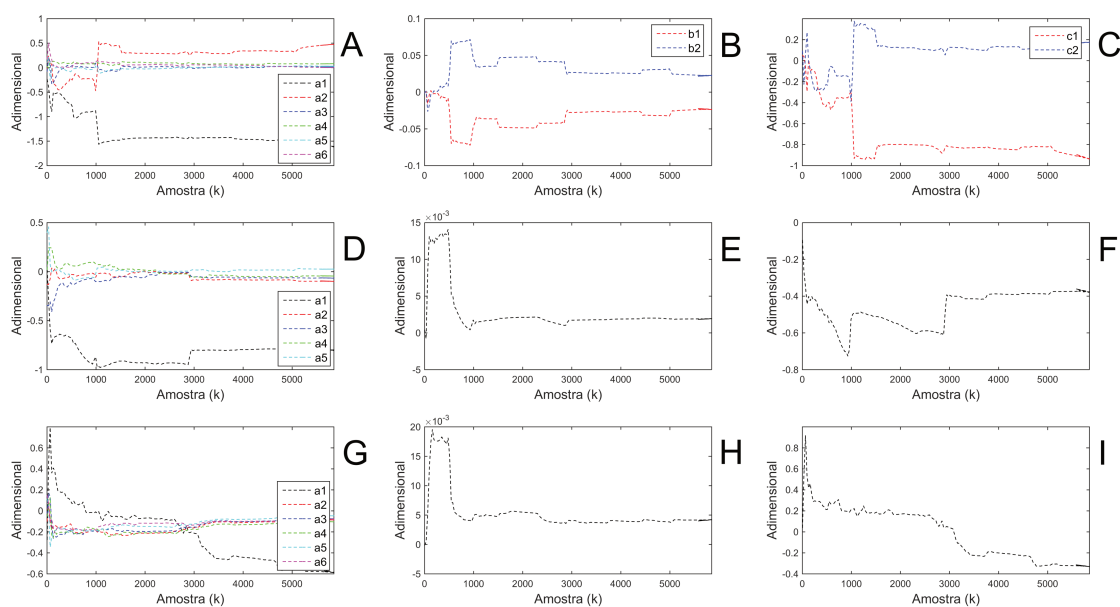 1
0.5
0
-0.5
-1
-1.5
-2
Adimensional
0 1000 2000 3000 4000 5000
Amostra (k)
a1
a2
a3
a4
a5
a6
A
0.1
0.05
0
-0.05
-0.1
Adimensional
0 1000 2000 3000 4000 5000
Amostra (k)
b1
b2
B
0.2
0
-0.2
-0.4
-0.6
-0.8
-1
Adimensional
0 1000 2000 3000 4000 5000
Amostra (k)
c1
c2
C
0.5
0
-0.5
-1
Adimensional
0 1000 2000 3000 4000 5000
Amostra (k)
a1
a2
a3
a4
a5
D
× 10⁻³
15
10
5
0
-5
Adimensional
0 1000 2000 3000 4000 5000
Amostra (k)
E
0
-0.2
-0.4
-0.6
-0.8
Adimensional
0 1000 2000 3000 4000 5000
Amostra (k)
F
0.6
0.4
0.2
0
-0.2
-0.4
-0.6
Adimensional
0 1000 2000 3000 4000 5000
Amostra (k)
a1
a2
a3
a4
a5
a6
G
× 10⁻³
20
15
10
5
0
-5
Adimensional
0 1000 2000 3000 4000 5000
Amostra (k)
H
0.8
0.6
0.4
0.2
0
-0.2
-0.4
Adimensional
0 1000 2000 3000 4000 5000
Amostra (k)
I